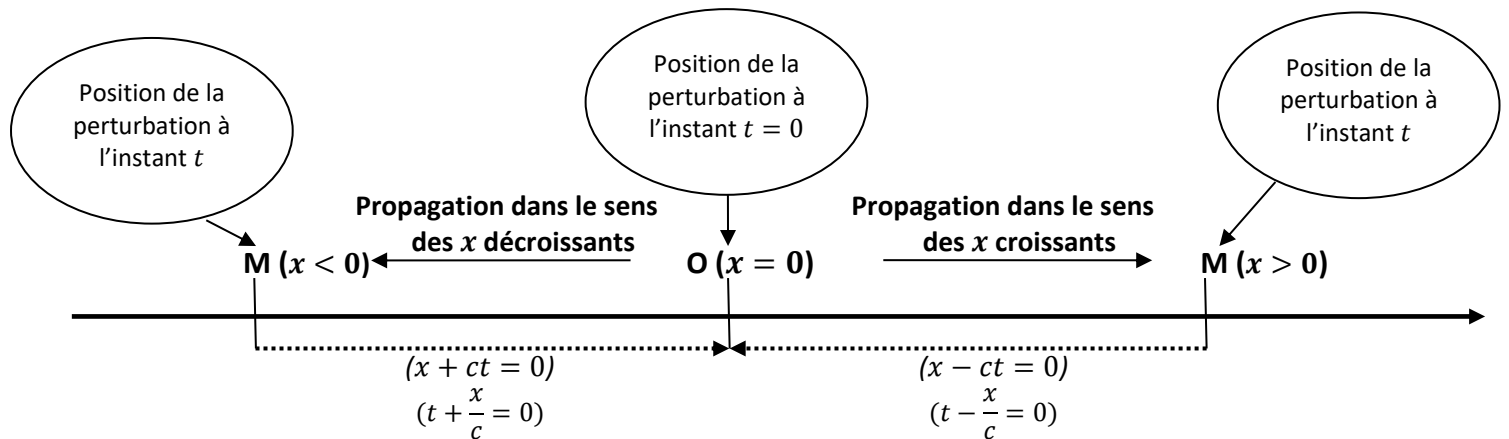 Position de la
perturbation à
l'instant 𝑡
Position de la
perturbation à
l'instant 𝑡 = 0
Position de la
perturbation à
l'instant 𝑡
Propagation dans le sens
des 𝒙 décroissants
Propagation dans le sens
des 𝒙 croissants
M (𝒙 < 𝟎)
O (𝒙 = 𝟎)
M (𝒙 > 𝟎)
(𝑥 + 𝑐𝑡 = 0)
(𝑡 + 𝑥/𝑐 = 0)
(𝑥 − 𝑐𝑡 = 0)
(𝑡 − 𝑥/𝑐 = 0)